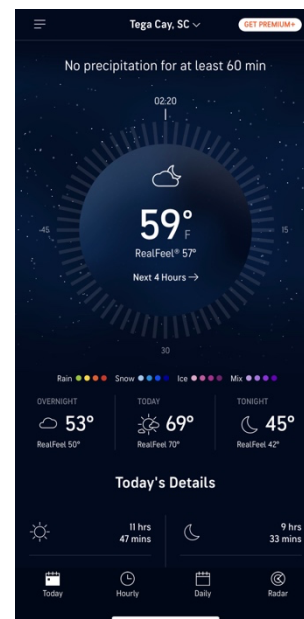 Tega Cay, SC
GET PREMIUM+
No precipitation for at least 60 min
02:20
-45
15
59°
F
RealFeel® 57°
Next 4 Hours →
30
Rain Snow Ice Mix
OVERNIGHT TODAY TONIGHT
53° 69° 45°
RealFeel 50° RealFeel 70° RealFeel 42°
Today's Details
11 hrs 9 hrs
47 mins 33 mins
Today Hourly Daily Radar